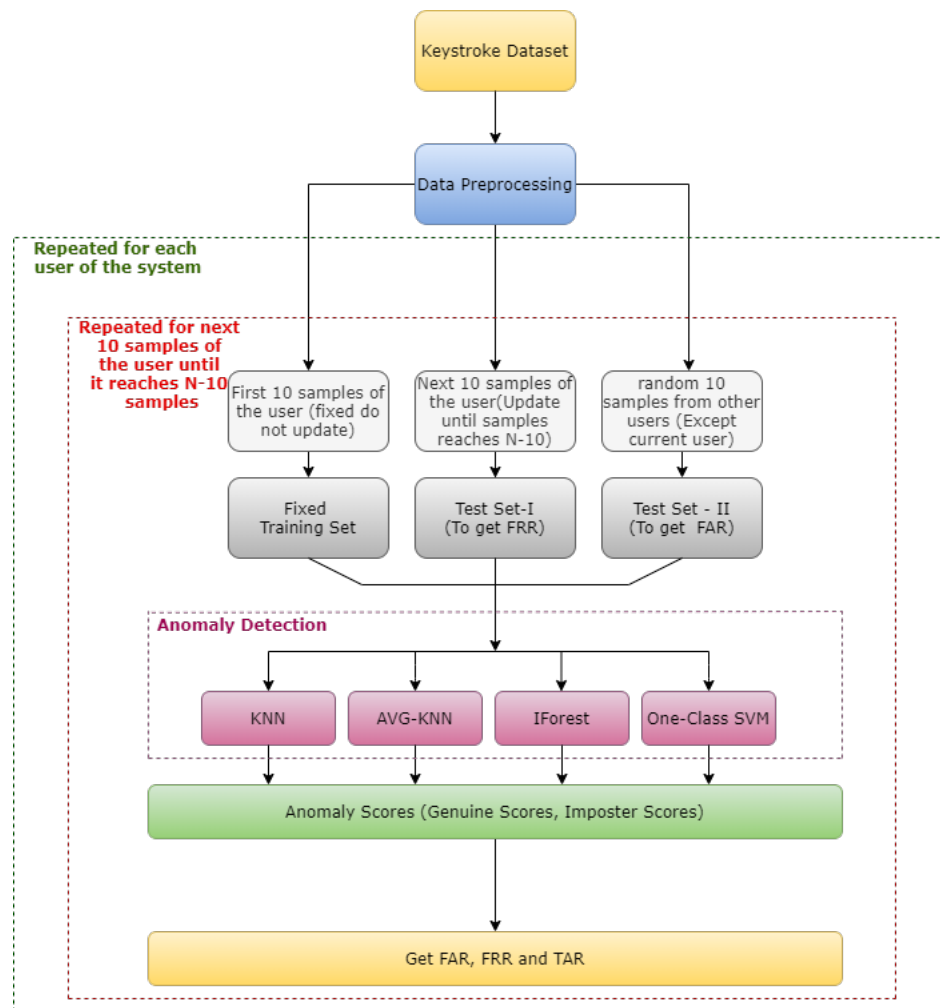 Keystroke Dataset
Data Preprocessing
Repeated for each
user of the system
Repeated for next
10 samples of
the user until
it reaches N-10
samples
First 10 samples of
the user (fixed do
not update)
Next 10 samples of
the user(Update
until samples
reaches N-10)
random 10
samples from other
users (Except
current user)
Fixed
Training Set
Test Set-I
(To get FRR)
Test Set - II
(To get FAR)
Anomaly Detection
KNN
AVG-KNN
IForest
One-Class SVM
Anomaly Scores (Genuine Scores, Imposter Scores)
Get FAR, FRR and TAR